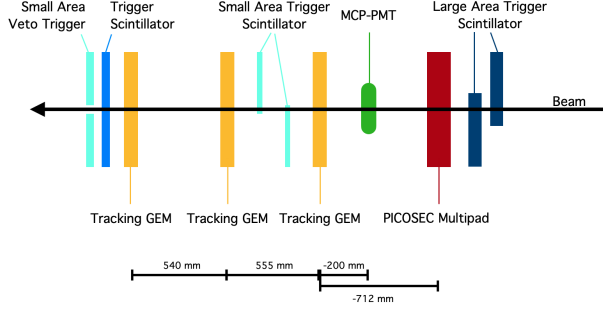 Small Area
Veto Trigger
Trigger
Scintillator
Small Area Trigger
Scintillator
MCP-PMT
Large Area Trigger
Scintillator
Beam
Tracking GEM
Tracking GEM
Tracking GEM
PICOSEC Multipad
540 mm
555 mm
-200 mm
-712 mm